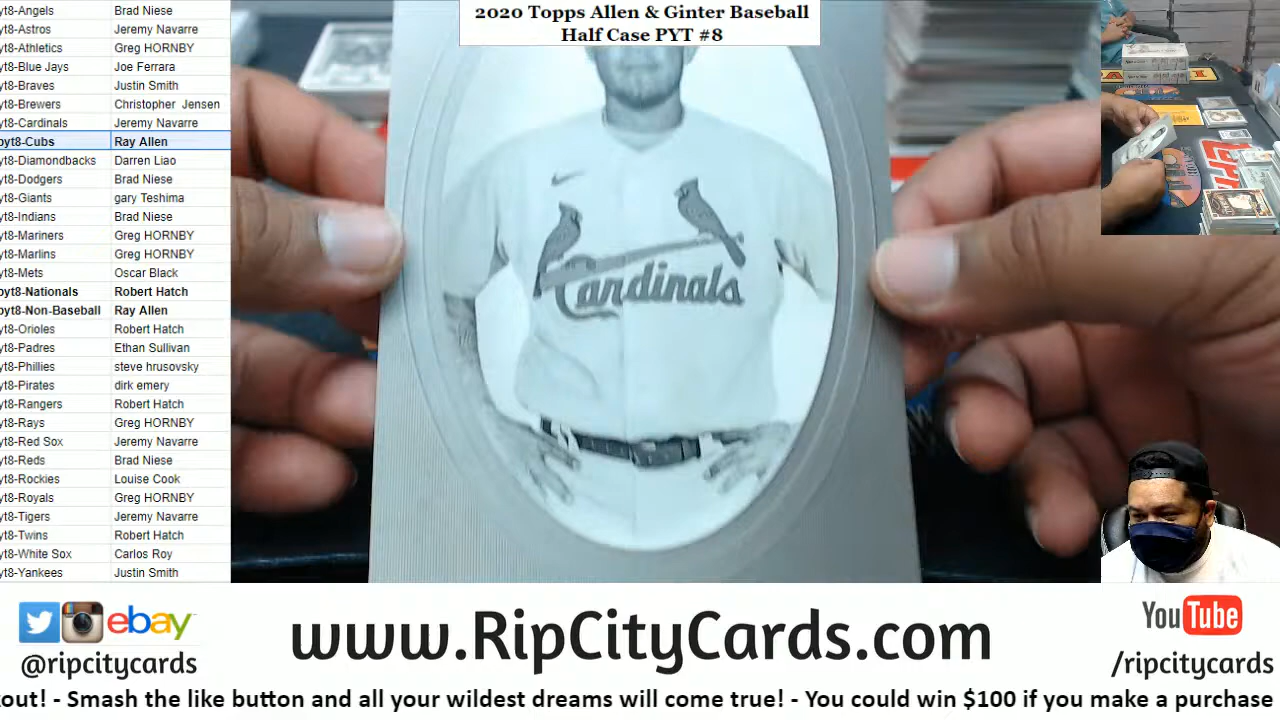 2020 Topps Allen & Ginter Baseball
Half Case PYT #8
yt8-Angels Brad Niese
yt8-Astros Jeremy Navarre
yt8-Athletics Greg HORNBY
yt8-Blue Jays Joe Ferrara
yt8-Braves Justin Smith
yt8-Brewers Christopher Jensen
yt8-Cardinals Jeremy Navarre
pyt8-Cubs Ray Allen
yt8-Diamondbacks Darren Liao
yt8-Dodgers Brad Niese
yt8-Giants gary Teshima
yt8-Indians Brad Niese
yt8-Mariners Greg HORNBY
yt8-Marlins Greg HORNBY
yt8-Mets Oscar Black
pyt8-Nationals Robert Hatch
pyt8-Non-Baseball Ray Allen
yt8-Orioles Robert Hatch
yt8-Padres Ethan Sullivan
yt8-Phillies steve hrusovsky
yt8-Pirates dirk emery
yt8-Rangers Robert Hatch
yt8-Rays Greg HORNBY
yt8-Red Sox Jeremy Navarre
yt8-Reds Brad Niese
yt8-Rockies Louise Cook
yt8-Royals Greg HORNBY
yt8-Tigers Jeremy Navarre
yt8-Twins Robert Hatch
yt8-White Sox Carlos Roy
yt8-Yankees Justin Smith
Cardinals
ebay
@ripcitycards
www.RipCityCards.com
YouTube
/ripcitycards
kout! - Smash the like button and all your wildest dreams will come true! - You could win $100 if you make a purchase